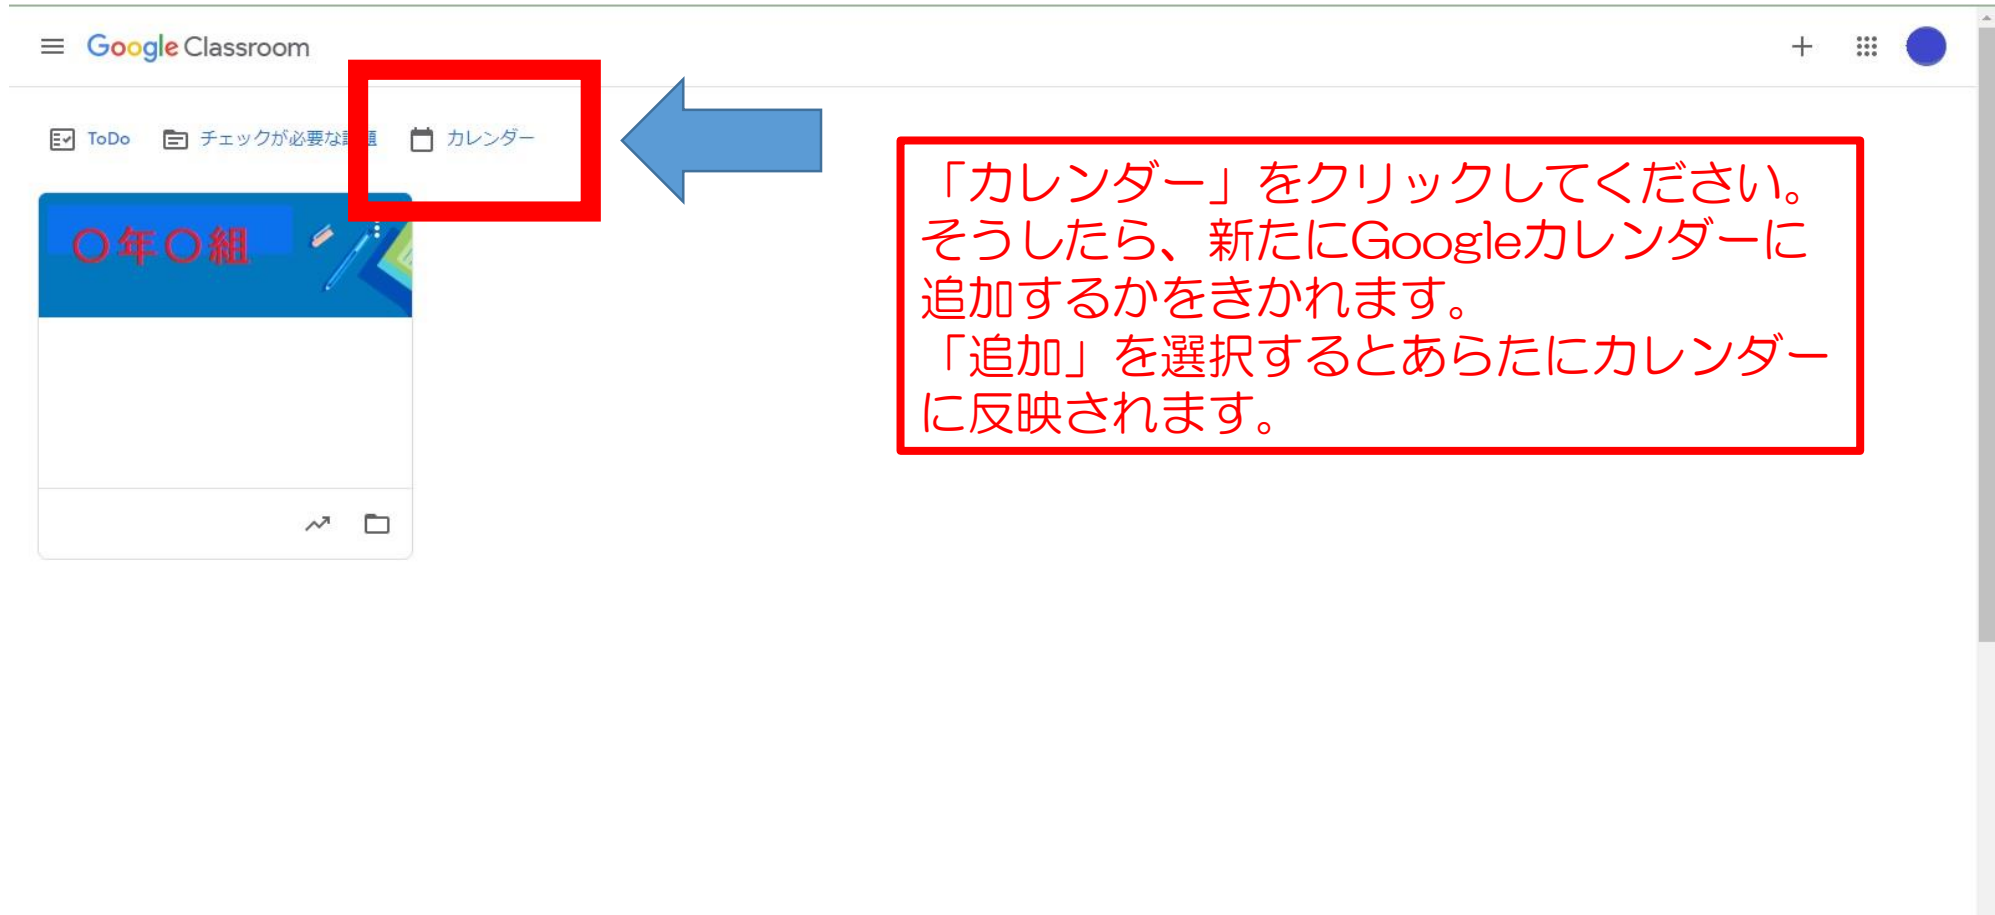 Google Classroom
ToDo チェックが必要な課題 カレンダー
〇年〇組
「カレンダー」をクリックしてください。
そうしたら、新たにGoogleカレンダーに
追加するかをきかれます。
「追加」を選択するとあらたにカレンダー
に反映されます。